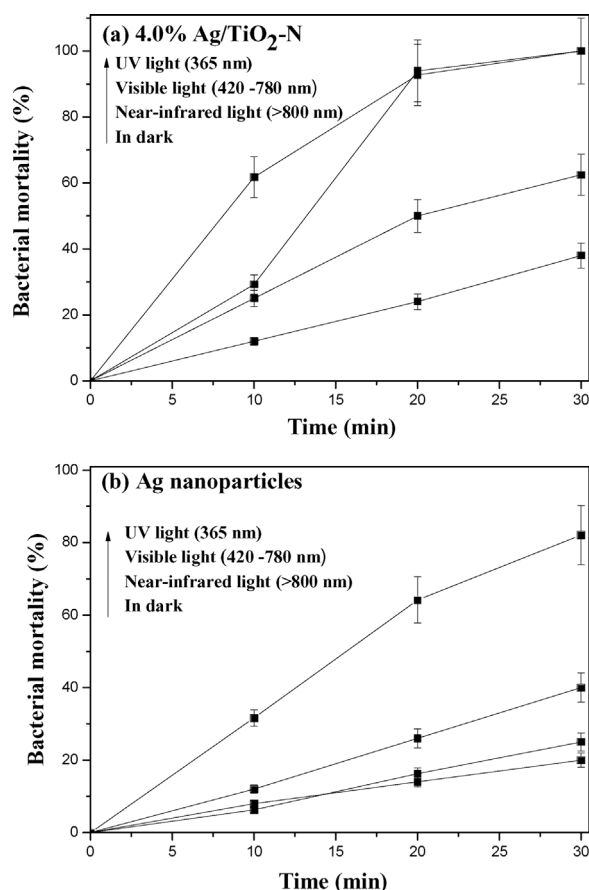 (a) 4.0% Ag/TiO2-N
UV light (365 nm)
Visible light (420 -780 nm)
Near-infrared light (>800 nm)
In dark
Bacterial mortality (%)
100
80
60
40
20
0
0 5 10 15 20 25 30
Time (min)
(b) Ag nanoparticles
UV light (365 nm)
Visible light (420 -780 nm)
Near-infrared light (>800 nm)
In dark
Bacterial mortality (%)
100
80
60
40
20
0
0 5 10 15 20 25 30
Time (min)